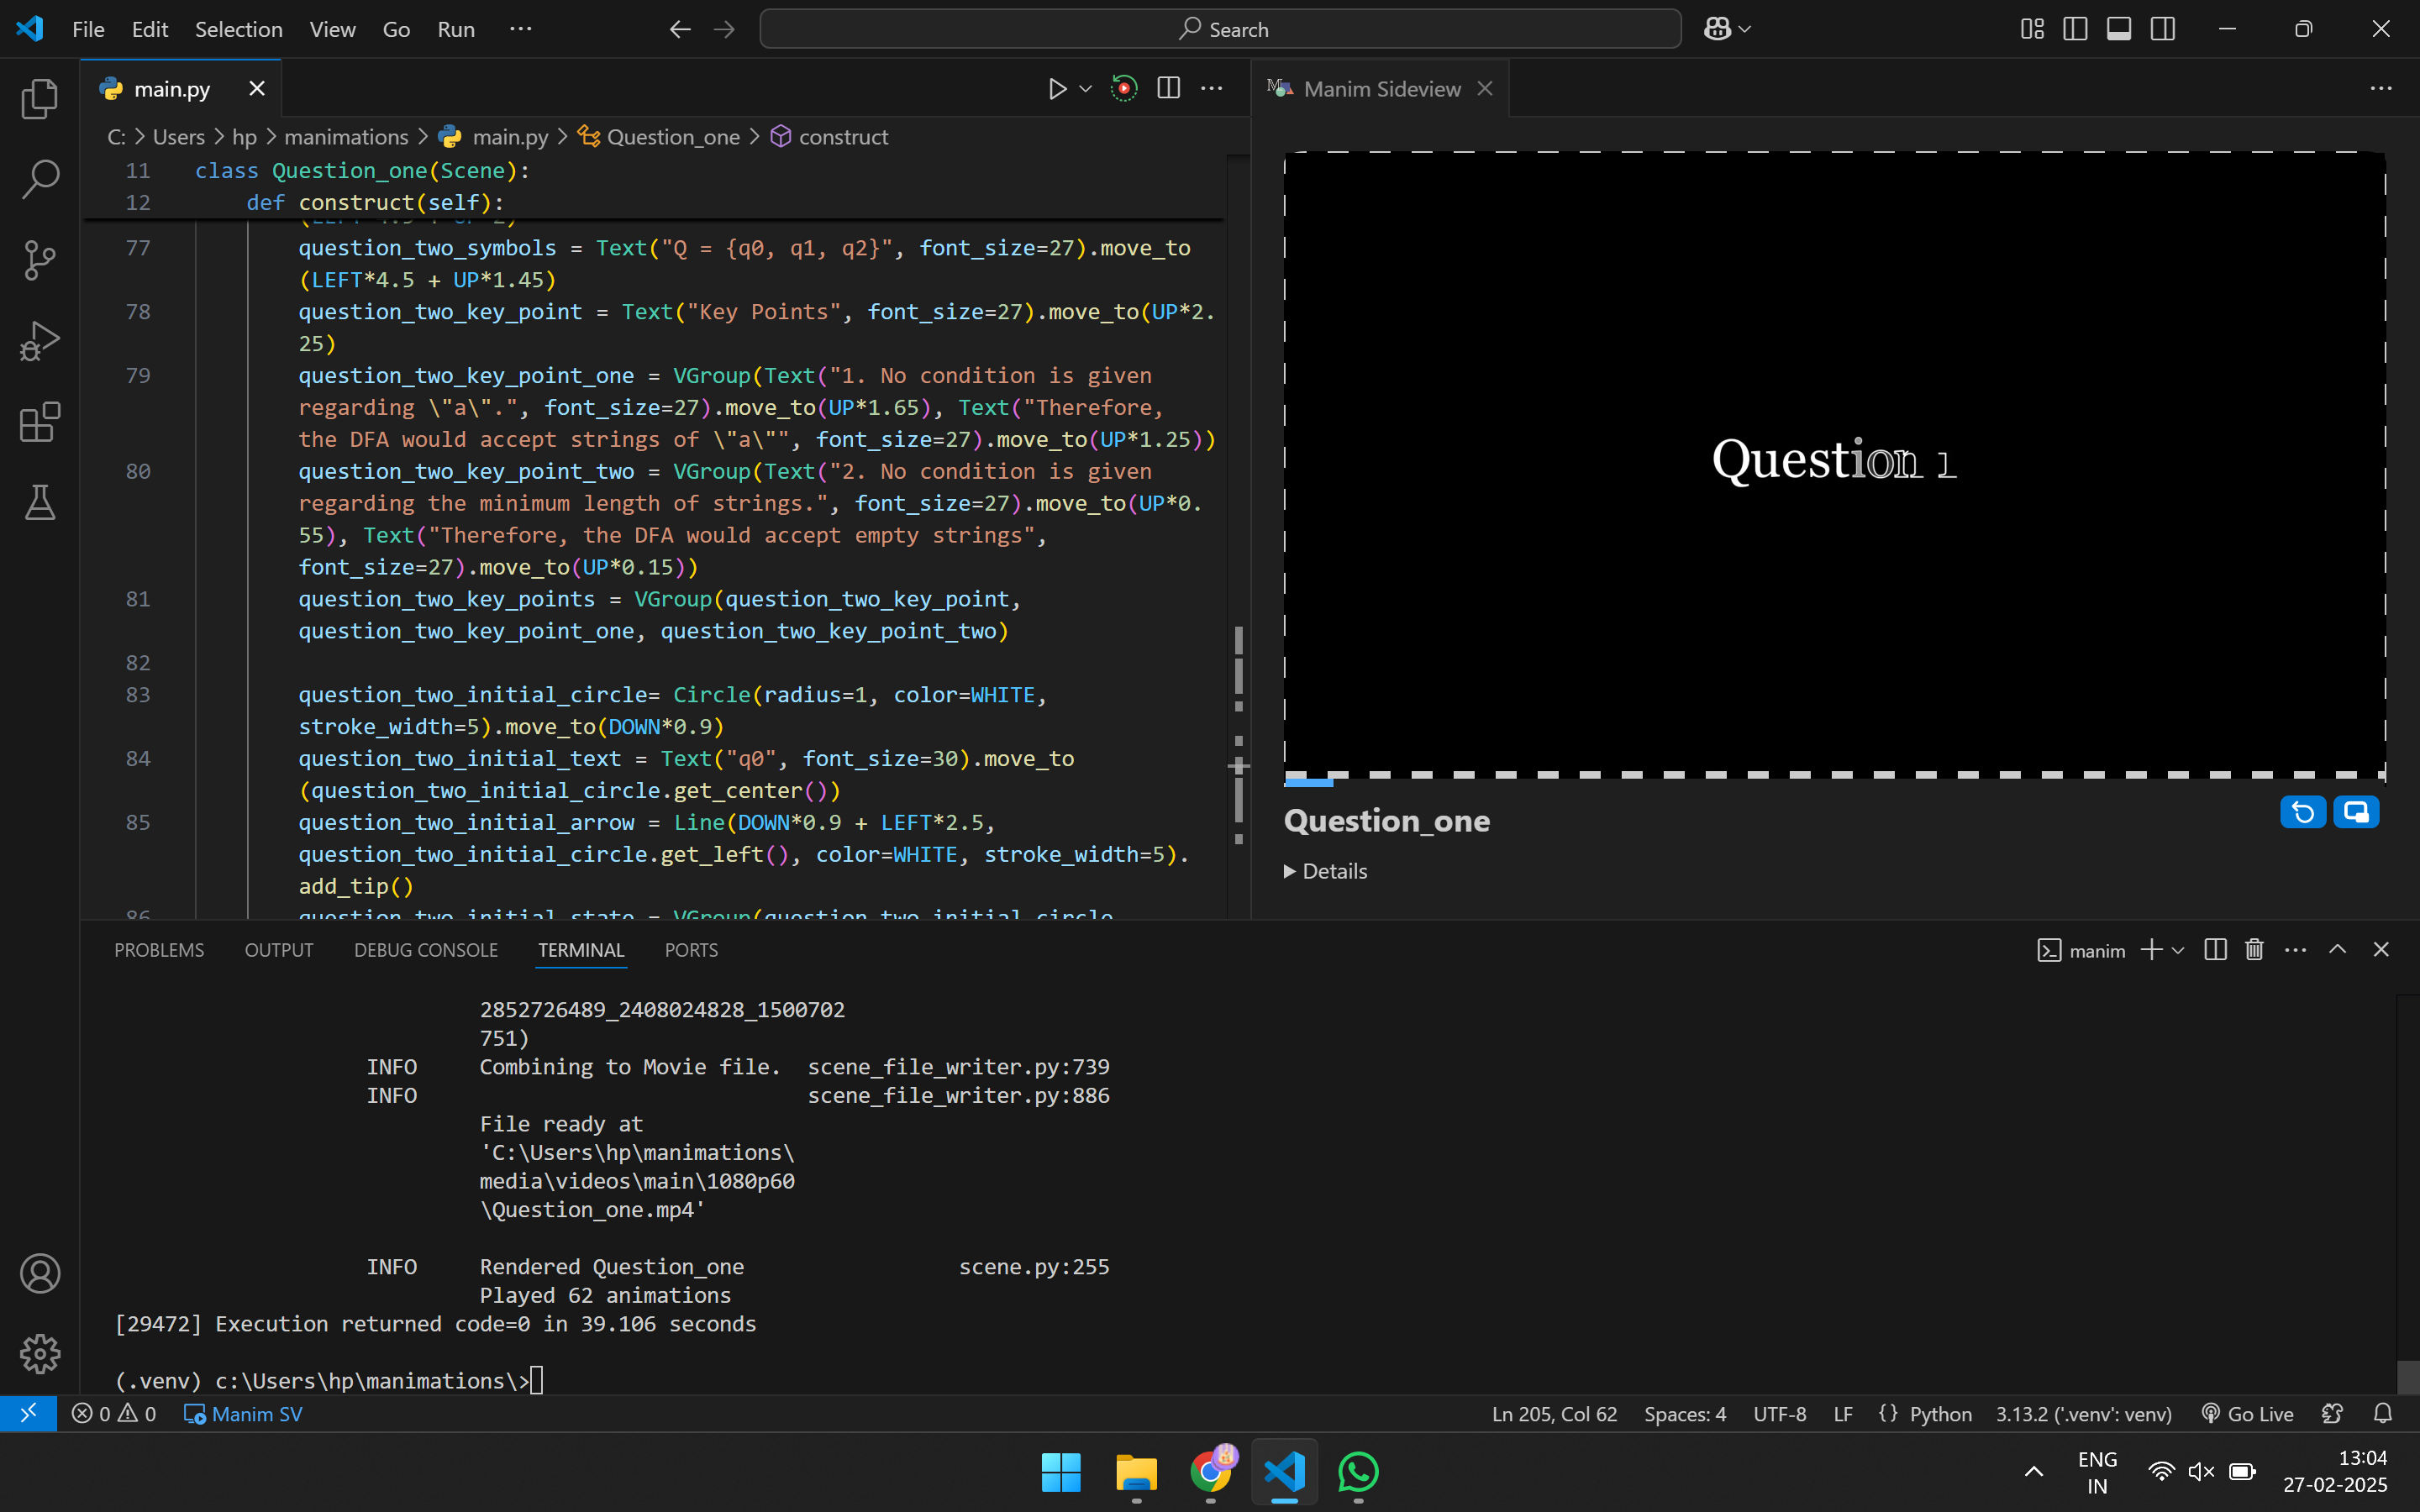 File Edit Selection View Go Run ··· Search
main.py
Manim Sideview
C: > Users > hp > manimations > main.py > Question_one > construct
11 class Question_one(Scene):
12 def construct(self):
77 question_two_symbols = Text("Q = {q0, q1, q2}", font_size=27).move_to
(LEFT*4.5 + UP*1.45)
78 question_two_key_point = Text("Key Points", font_size=27).move_to(UP*2.
25)
79 question_two_key_point_one = VGroup(Text("1. No condition is given
regarding \"a\".", font_size=27).move_to(UP*1.65), Text("Therefore,
the DFA would accept strings of \"a\"", font_size=27).move_to(UP*1.25))
80 question_two_key_point_two = VGroup(Text("2. No condition is given
regarding the minimum length of strings.", font_size=27).move_to(UP*0.
55), Text("Therefore, the DFA would accept empty strings",
font_size=27).move_to(UP*0.15))
81 question_two_key_points = VGroup(question_two_key_point,
question_two_key_point_one, question_two_key_point_two)
82
83 question_two_initial_circle= Circle(radius=1, color=WHITE,
stroke_width=5).move_to(DOWN*0.9)
84 question_two_initial_text = Text("q0", font_size=30).move_to
(question_two_initial_circle.get_center())
85 question_two_initial_arrow = Line(DOWN*0.9 + LEFT*2.5,
question_two_initial_circle.get_left(), color=WHITE, stroke_width=5).
add_tip()
86 question_two_initial_state = VGroup(question_two_initial_circle,
Question 1
Question_one
Details
PROBLEMS OUTPUT DEBUG CONSOLE TERMINAL PORTS
manim
2852726489_2408024828_1500702
751)
INFO Combining to Movie file. scene_file_writer.py:739
INFO scene_file_writer.py:886
File ready at
'C:\Users\hp\manimations\
media\videos\main\1080p60
\Question_one.mp4'
INFO Rendered Question_one scene.py:255
Played 62 animations
[29472] Execution returned code=0 in 39.106 seconds
(.venv) c:\Users\hp\manimations\>
0 0 Manim SV
Ln 205, Col 62 Spaces: 4 UTF-8 LF {} Python 3.13.2 ('.venv': venv) Go Live
ENG
IN
13:04
27-02-2025